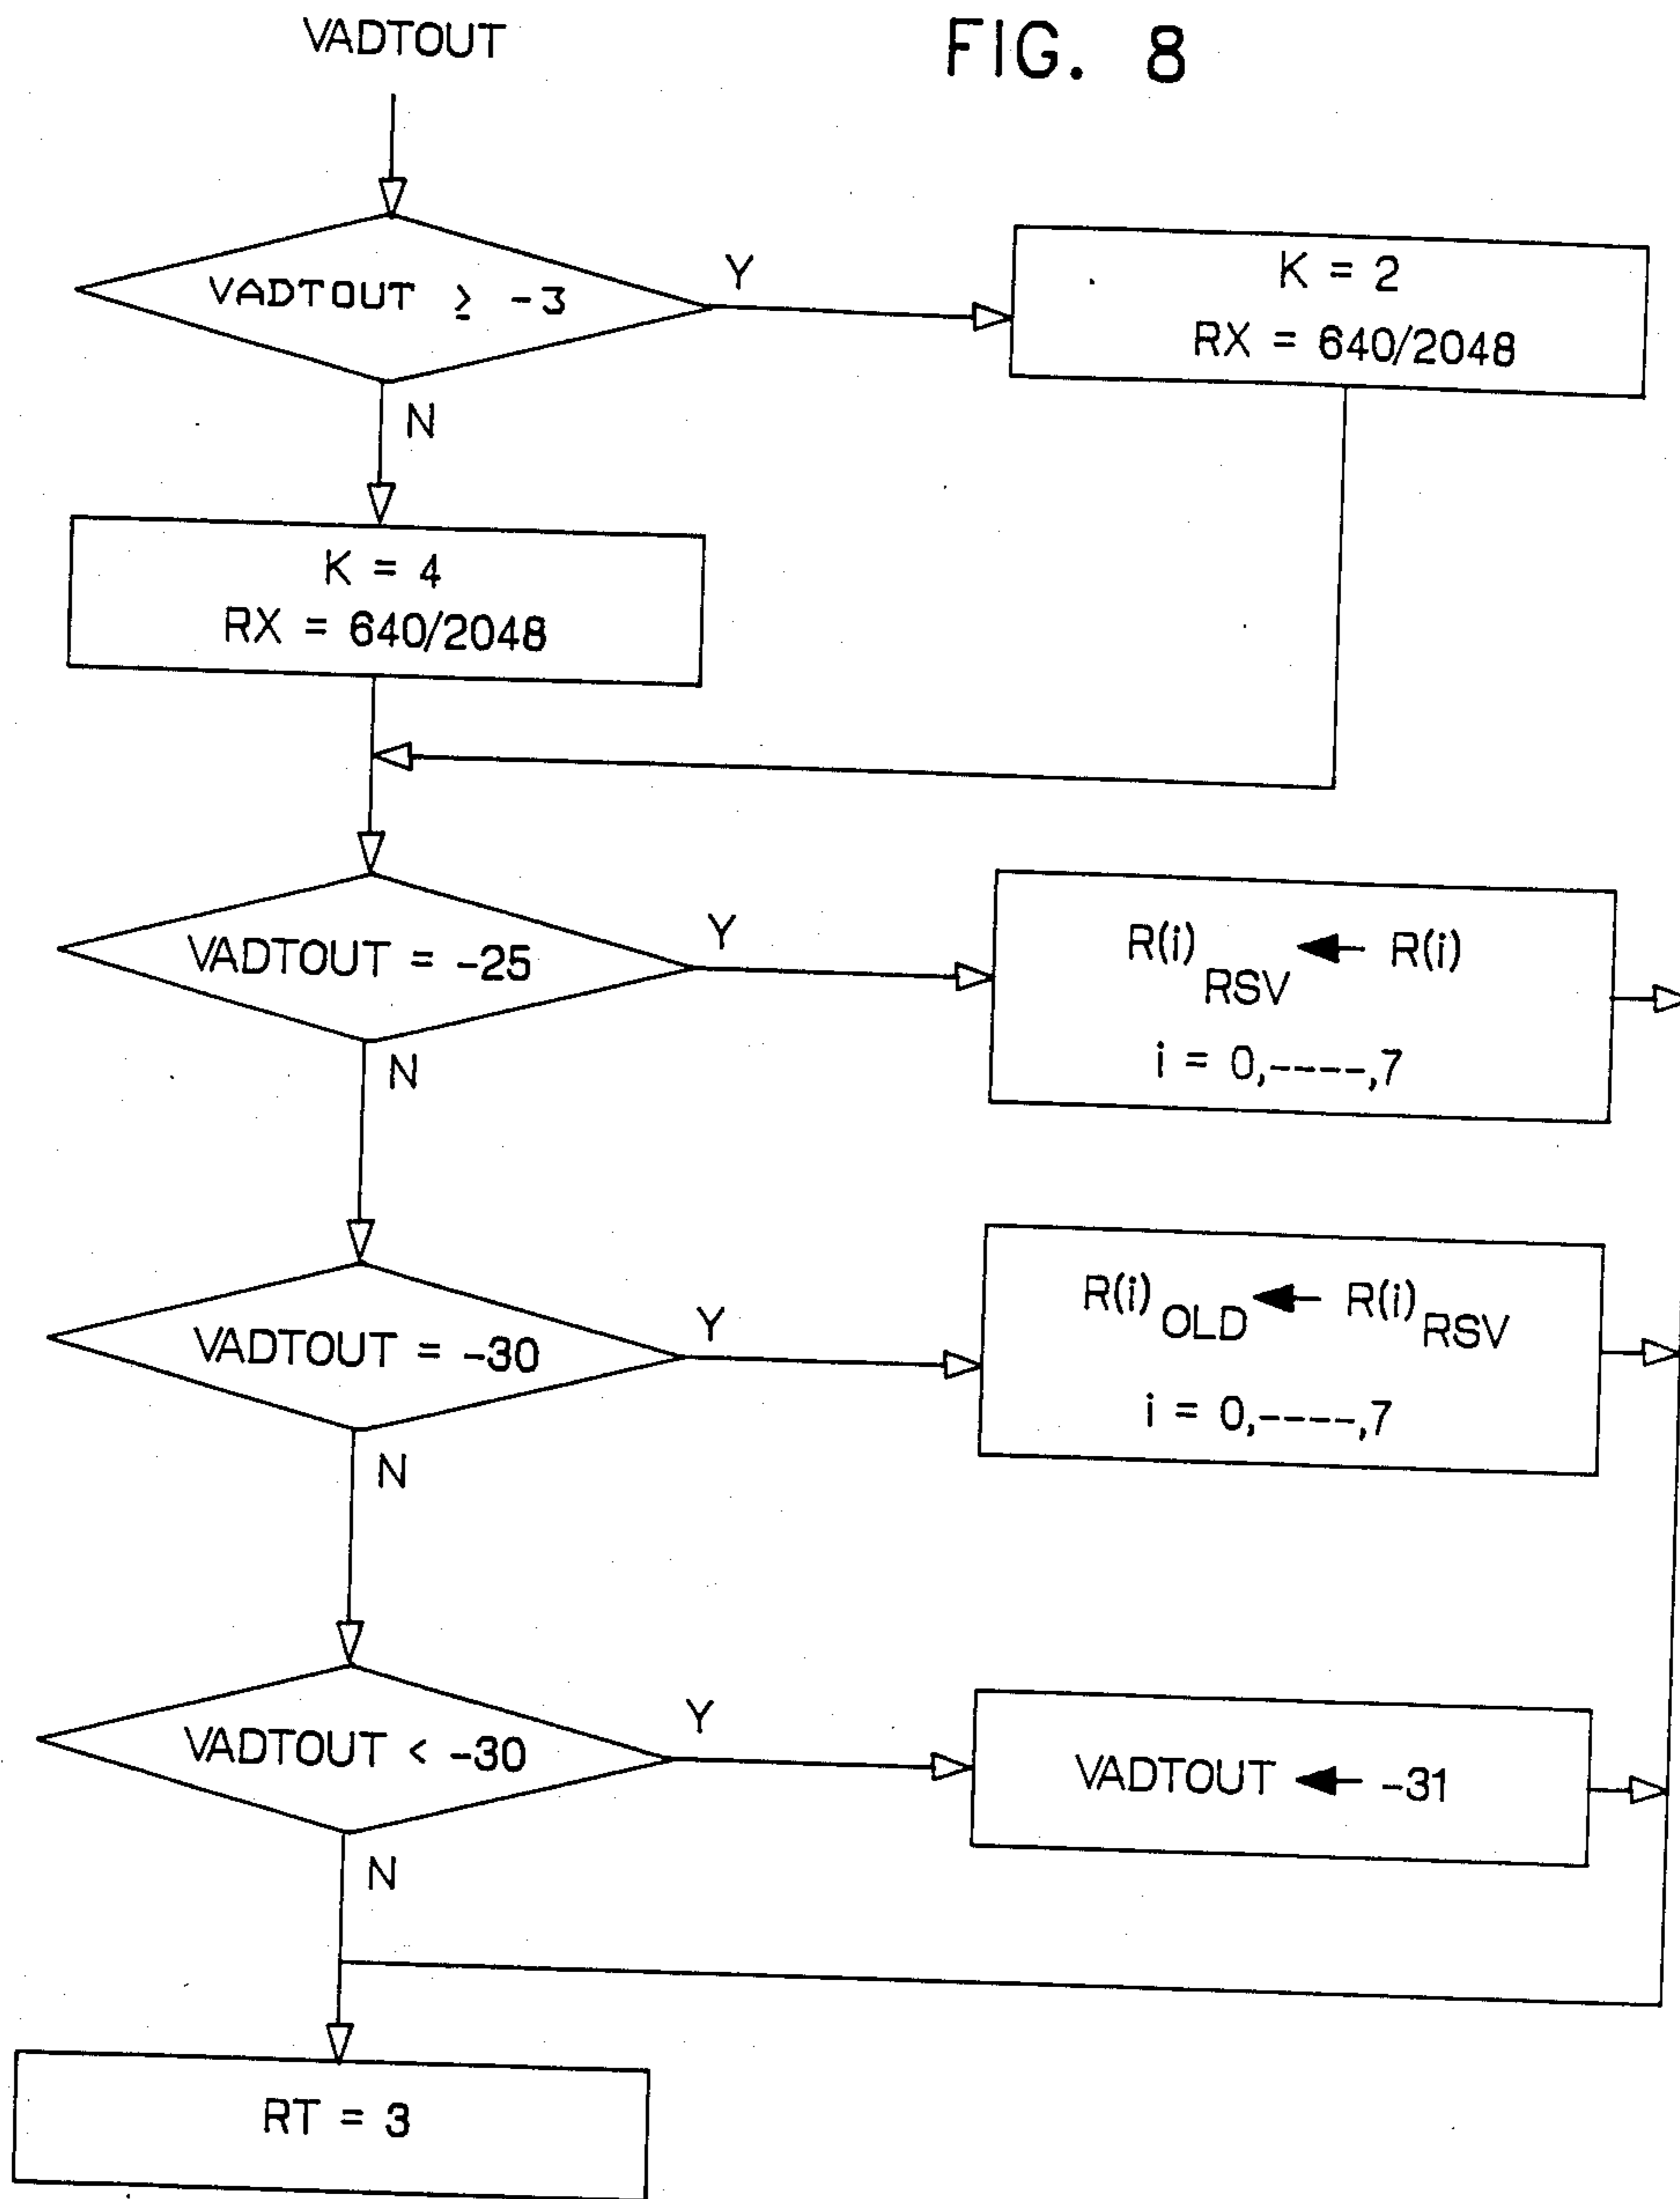 VADTOUT
FIG. 8
VADTOUT ≥ -3
Y
K = 2
RX = 640/2048
N
K = 4
RX = 640/2048
VADTOUT = -25
Y
R(i) RSV ← R(i)
i = 0,-----,7
N
VADTOUT = -30
Y
R(i) OLD ← R(i) RSV
i = 0,----,7
N
VADTOUT < -30
Y
VADTOUT ← -31
N
RT = 3